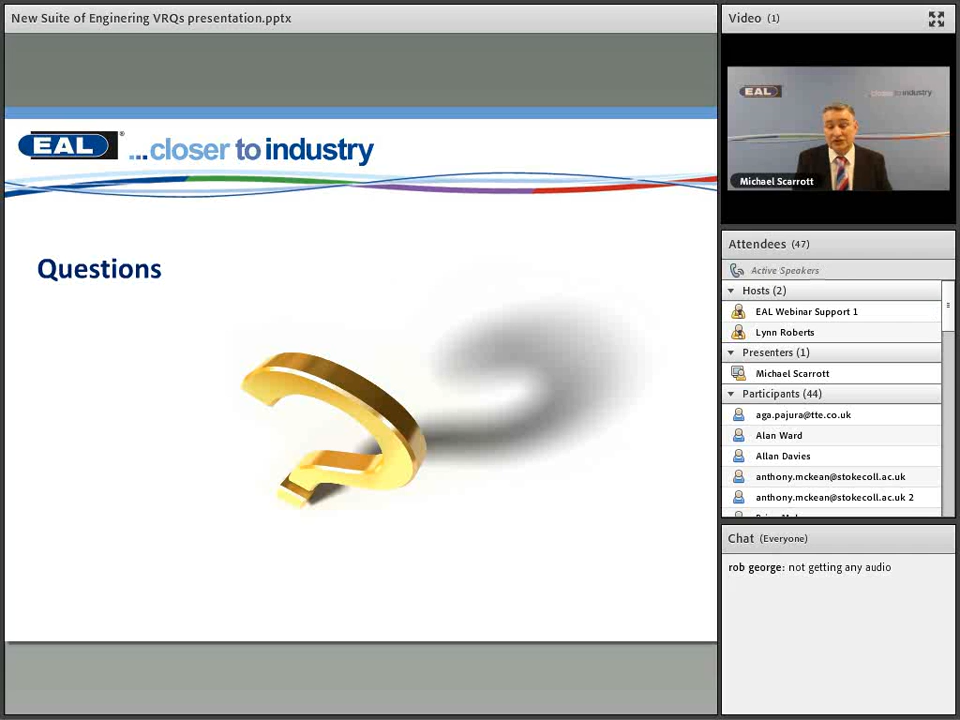 New Suite of Enginering VRQs presentation.pptx
EAL® ...closer to industry
Questions
Video (1)
EAL closer to industry
Michael Scarrott
Attendees (47)
Active Speakers
Hosts (2)
EAL Webinar Support 1
Lynn Roberts
Presenters (1)
Michael Scarrott
Participants (44)
aga.pajura@tte.co.uk
Alan Ward
Allan Davies
anthony.mckean@stokecoll.ac.uk
anthony.mckean@stokecoll.ac.uk 2
Chat (Everyone)
rob george: not getting any audio